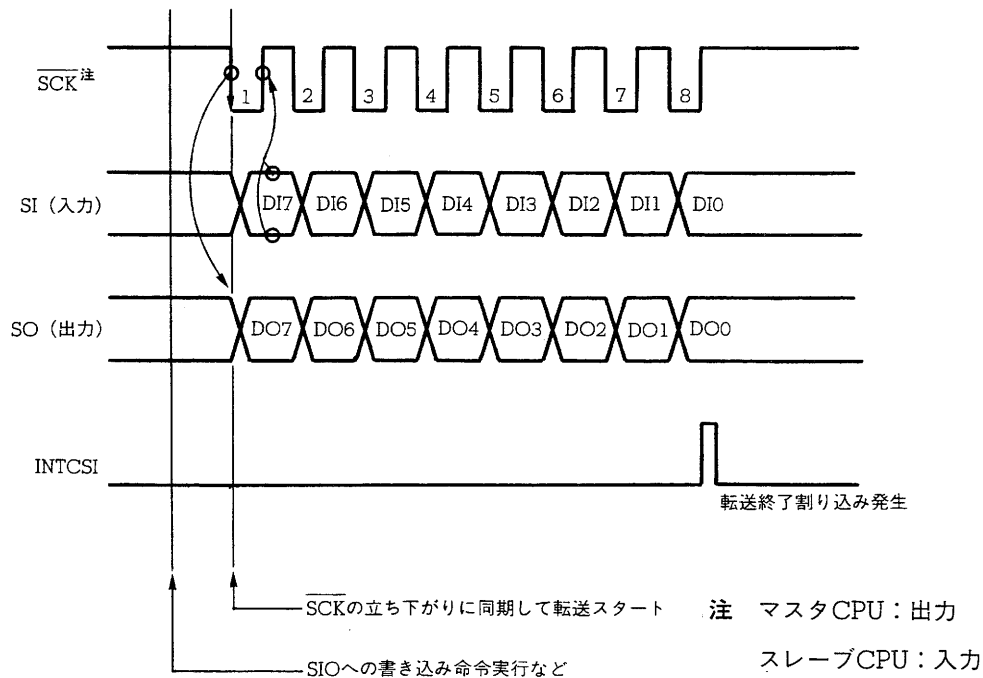 SCK注
1 2 3 4 5 6 7 8
SI（入力）
DI7 DI6 DI5 DI4 DI3 DI2 DI1 DI0
SO（出力）
DO7 DO6 DO5 DO4 DO3 DO2 DO1 DO0
INTCSI
転送終了割り込み発生
SCKの立ち下がりに同期して転送スタート
SIOへの書き込み命令実行など
注 マスタCPU：出力
スレーブCPU：入力